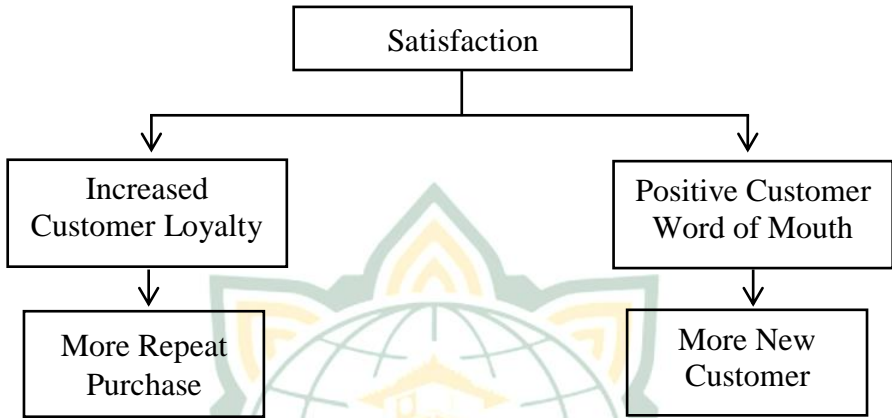 Satisfaction
Increased
Customer Loyalty
Positive Customer
Word of Mouth
More Repeat
Purchase
More New
Customer